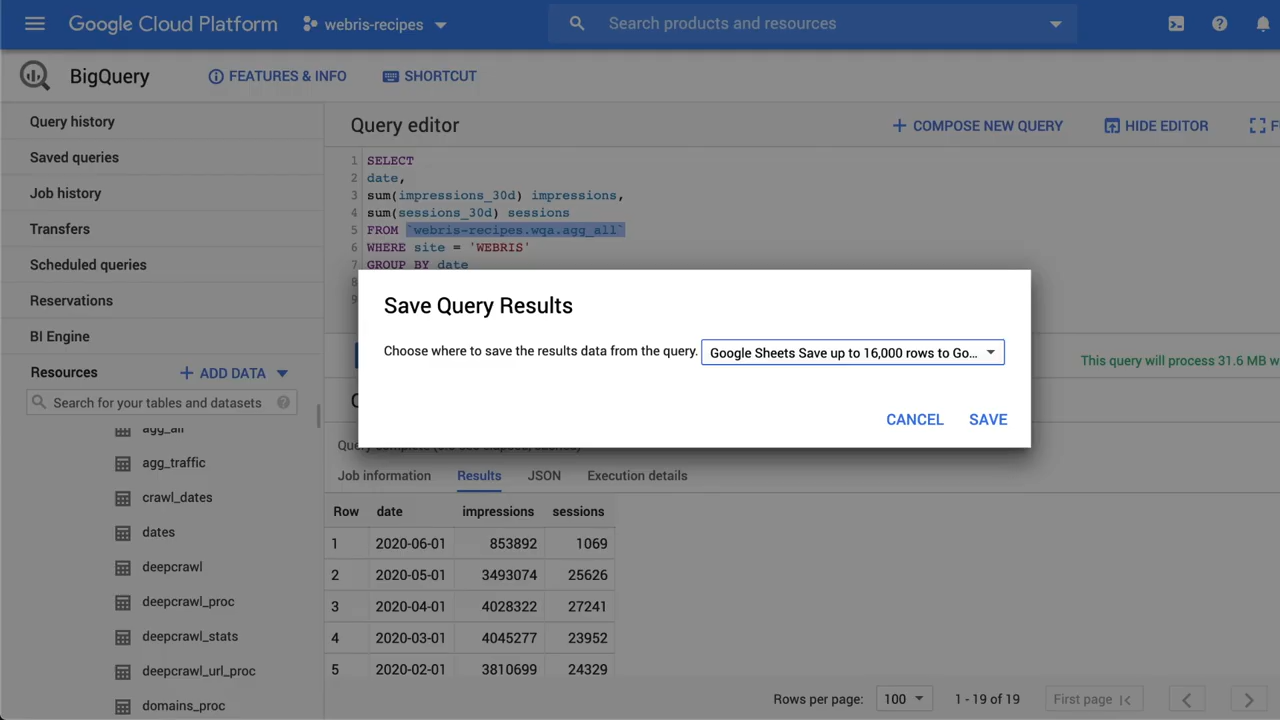 Google Cloud Platform
webris-recipes
Search products and resources
BigQuery
FEATURES & INFO
SHORTCUT
Query history
Saved queries
Job history
Transfers
Scheduled queries
Reservations
BI Engine
Resources
ADD DATA
Search for your tables and datasets
agg_all
agg_traffic
crawl_dates
dates
deepcrawl
deepcrawl_proc
deepcrawl_stats
deepcrawl_url_proc
domains_proc
Query editor
COMPOSE NEW QUERY
HIDE EDITOR
1 SELECT
2 date,
3 sum(impressions_30d) impressions,
4 sum(sessions_30d) sessions
5 FROM `webris-recipes.wqa.agg_all`
6 WHERE site = 'WEBRIS'
7 GROUP BY date
8
9
This query will process 31.6 MB w
Save Query Results
Choose where to save the results data from the query.
Google Sheets Save up to 16,000 rows to Go...
CANCEL
SAVE
Job information
Results
JSON
Execution details
Row date impressions sessions
1 2020-06-01 853892 1069
2 2020-05-01 3493074 25626
3 2020-04-01 4028322 27241
4 2020-03-01 4045277 23952
5 2020-02-01 3810699 24329
Rows per page: 100 1 - 19 of 19 First page